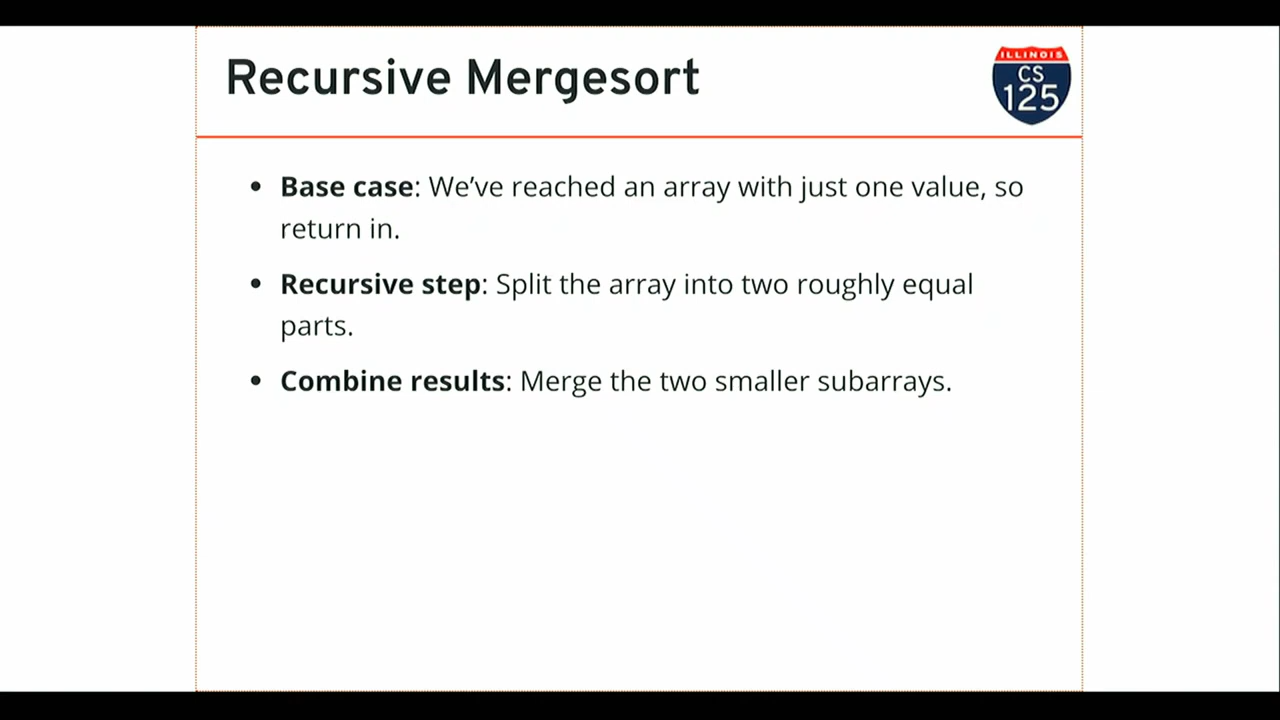 Recursive Mergesort
ILLINOIS
CS
125
• Base case: We’ve reached an array with just one value, so
return in.
• Recursive step: Split the array into two roughly equal
parts.
• Combine results: Merge the two smaller subarrays.